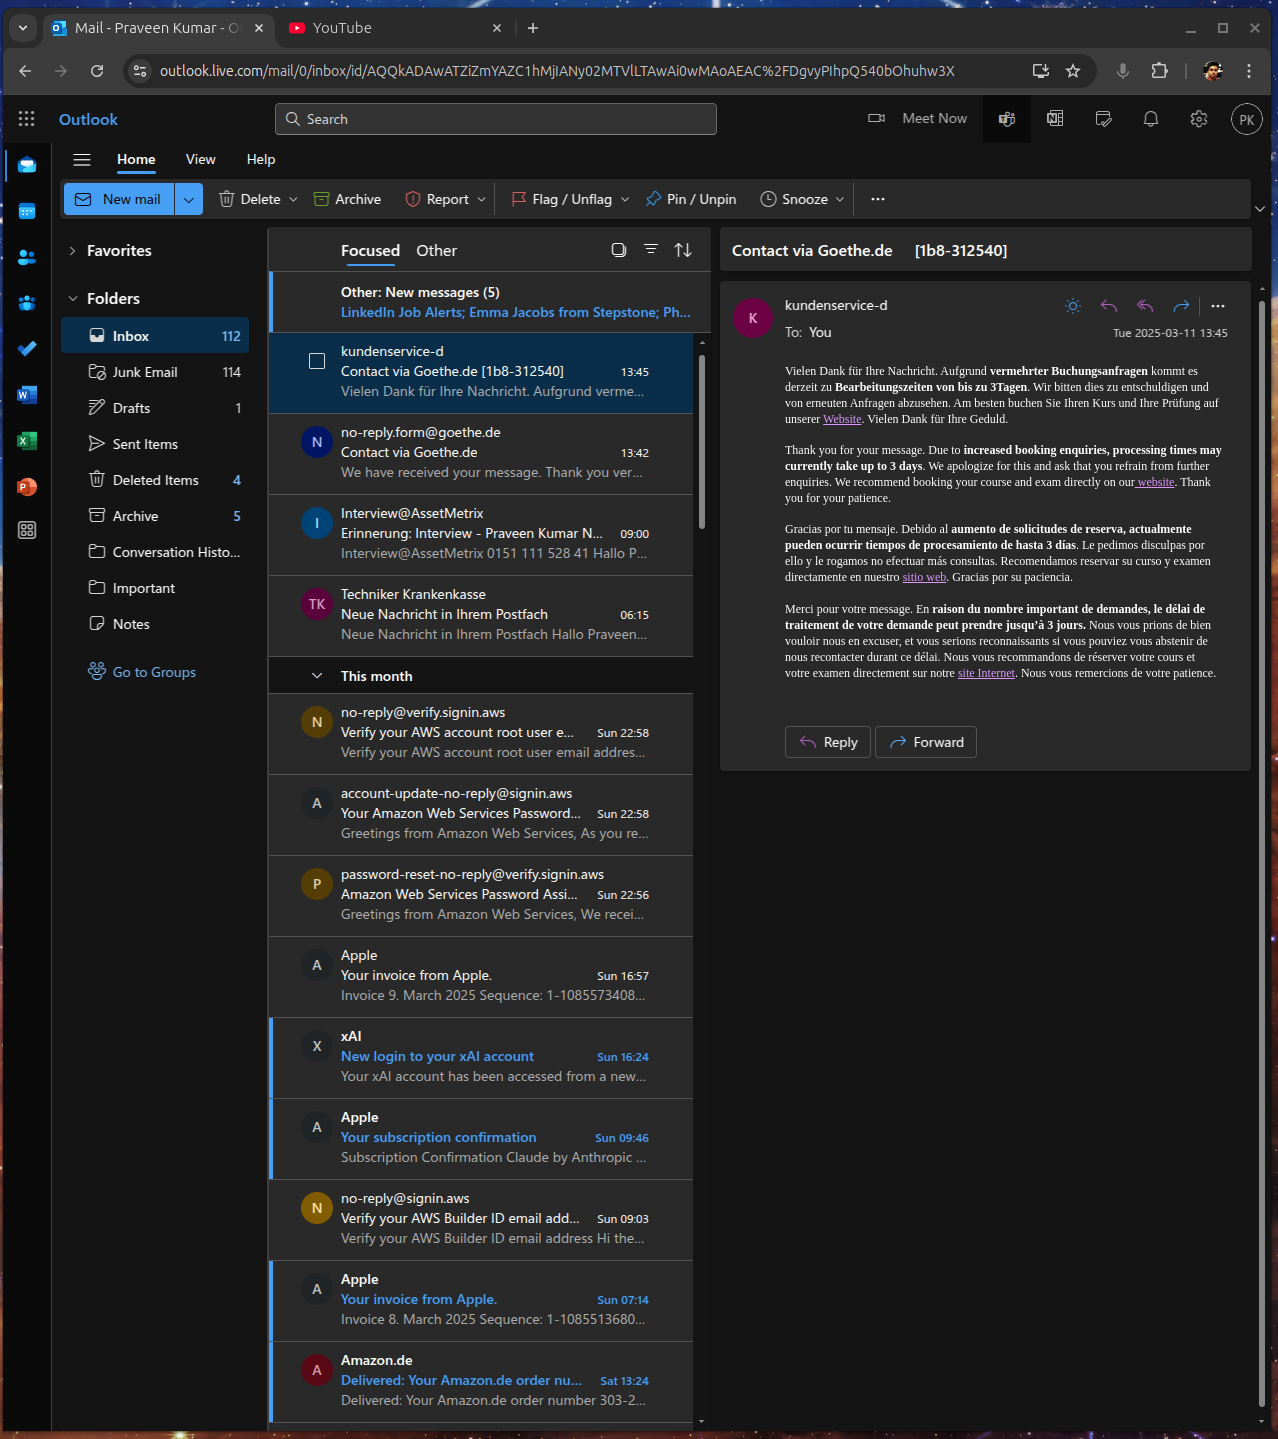 Mail - Praveen Kumar - O
YouTube
outlook.live.com/mail/0/inbox/id/AQQkADAwATZiZmYAZC1hMjIANy02MTVlLTAwAi0wMAoAEAC%2FDgvyPIhpQ540bOhuhw3X
Outlook
Search
Meet Now
PK
Home
View
Help
New mail
Delete
Archive
Report
Flag / Unflag
Pin / Unpin
Snooze
Favorites
Folders
Inbox 112
Junk Email 114
Drafts 1
Sent Items
Deleted Items 4
Archive 5
Conversation Histo...
Important
Notes
Go to Groups
Focused
Other
Other: New messages (5)
LinkedIn Job Alerts; Emma Jacobs from Stepstone; Ph...
kundenservice-d
Contact via Goethe.de [1b8-312540] 13:45
Vielen Dank für Ihre Nachricht. Aufgrund verme...
N
no-reply.form@goethe.de
Contact via Goethe.de 13:42
We have received your message. Thank you ver...
I
Interview@AssetMetrix
Erinnerung: Interview - Praveen Kumar N... 09:00
Interview@AssetMetrix 0151 111 528 41 Hallo P...
TK
Techniker Krankenkasse
Neue Nachricht in Ihrem Postfach 06:15
Neue Nachricht in Ihrem Postfach Hallo Praveen...
This month
N
no-reply@verify.signin.aws
Verify your AWS account root user e... Sun 22:58
Verify your AWS account root user email addres...
A
account-update-no-reply@signin.aws
Your Amazon Web Services Password... Sun 22:58
Greetings from Amazon Web Services, As you re...
P
password-reset-no-reply@verify.signin.aws
Amazon Web Services Password Assi... Sun 22:56
Greetings from Amazon Web Services, We recei...
A
Apple
Your invoice from Apple. Sun 16:57
Invoice 9. March 2025 Sequence: 1-1085573408...
X
xAI
New login to your xAI account Sun 16:24
Your xAI account has been accessed from a new...
A
Apple
Your subscription confirmation Sun 09:46
Subscription Confirmation Claude by Anthropic ...
N
no-reply@signin.aws
Verify your AWS Builder ID email add... Sun 09:03
Verify your AWS Builder ID email address Hi the...
A
Apple
Your invoice from Apple. Sun 07:14
Invoice 8. March 2025 Sequence: 1-1085513680...
A
Amazon.de
Delivered: Your Amazon.de order nu... Sat 13:24
Delivered: Your Amazon.de order number 303-2...
Contact via Goethe.de [1b8-312540]
K
kundenservice-d
To: You
Tue 2025-03-11 13:45
Vielen Dank für Ihre Nachricht. Aufgrund vermehrter Buchungsanfragen kommt es
derzeit zu Bearbeitungszeiten von bis zu 3Tagen. Wir bitten dies zu entschuldigen und
von erneuten Anfragen abzusehen. Am besten buchen Sie Ihren Kurs und Ihre Prüfung auf
unserer Website. Vielen Dank für Ihre Geduld.
Thank you for your message. Due to increased booking enquiries, processing times may
currently take up to 3 days. We apologize for this and ask that you refrain from further
enquiries. We recommend booking your course and exam directly on our website. Thank
you for your patience.
Gracias por tu mensaje. Debido al aumento de solicitudes de reserva, actualmente
pueden ocurrir tiempos de procesamiento de hasta 3 días. Le pedimos disculpas por
ello y le rogamos no efectuar más consultas. Recomendamos reservar su curso y examen
directamente en nuestro sitio web. Gracias por su paciencia.
Merci pour votre message. En raison du nombre important de demandes, le délai de
traitement de votre demande peut prendre jusqu'à 3 jours. Nous vous prions de bien
vouloir nous en excuser, et vous serions reconnaissants si vous pouviez vous abstenir de
nous recontacter durant ce délai. Nous vous recommandons de réserver votre cours et
votre examen directement sur notre site Internet. Nous vous remercions de votre patience.
Reply
Forward